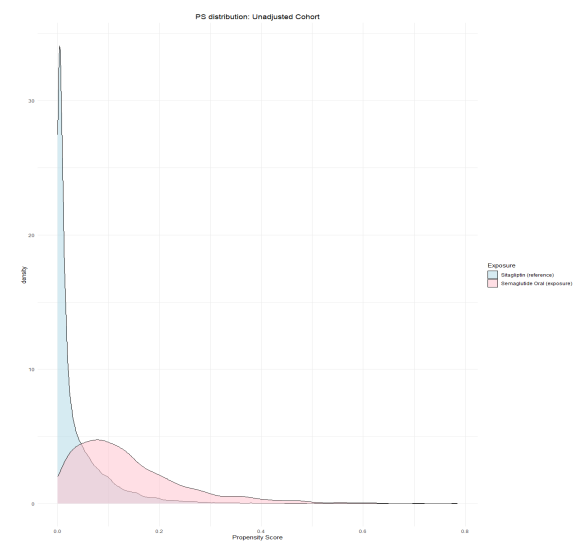 PS distribution: Unadjusted Cohort
30
20
10
0
density
0.0 0.2 0.4 0.6 0.8
Propensity Score
Exposure
Sitagliptin (reference)
Semaglutide Oral (exposure)